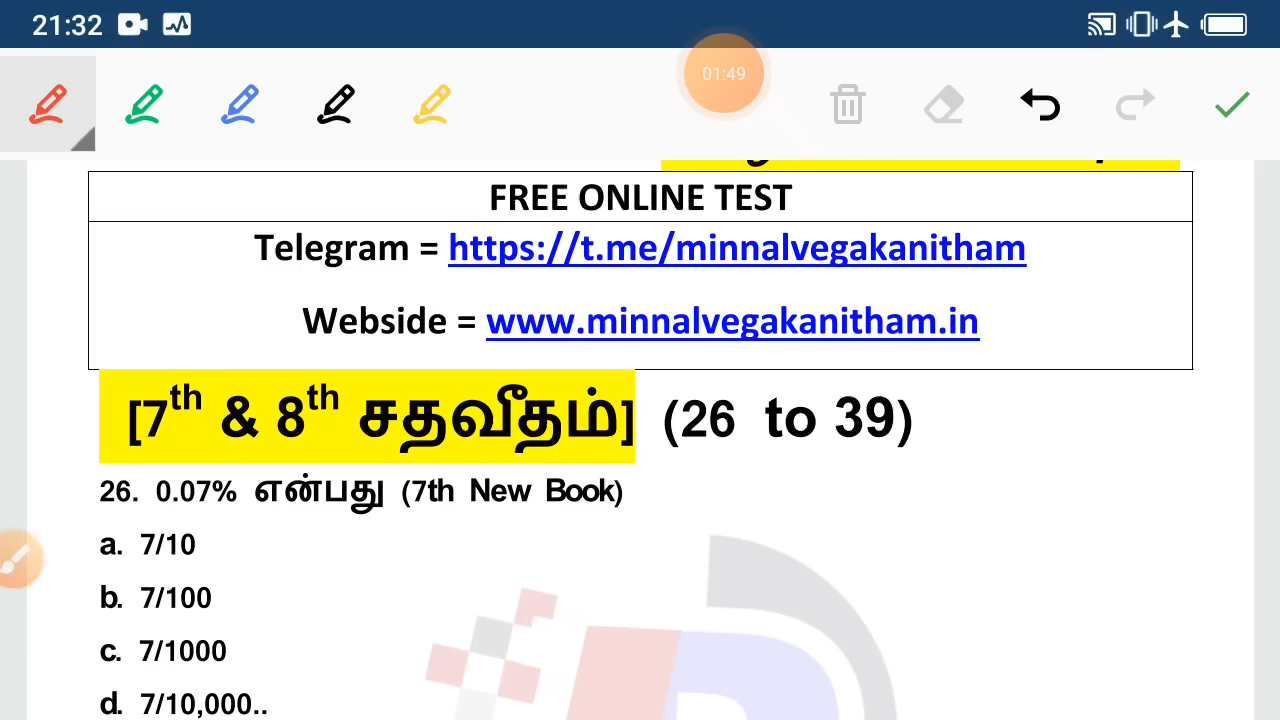 21:32
01:49
FREE ONLINE TEST
Telegram = https://t.me/minnalvegakanitham
Webside = www.minnalvegakanitham.in
[7th & 8th சதவீதம்] (26 to 39)
26. 0.07% என்பது (7th New Book)
a. 7/10
b. 7/100
c. 7/1000
d. 7/10,000..